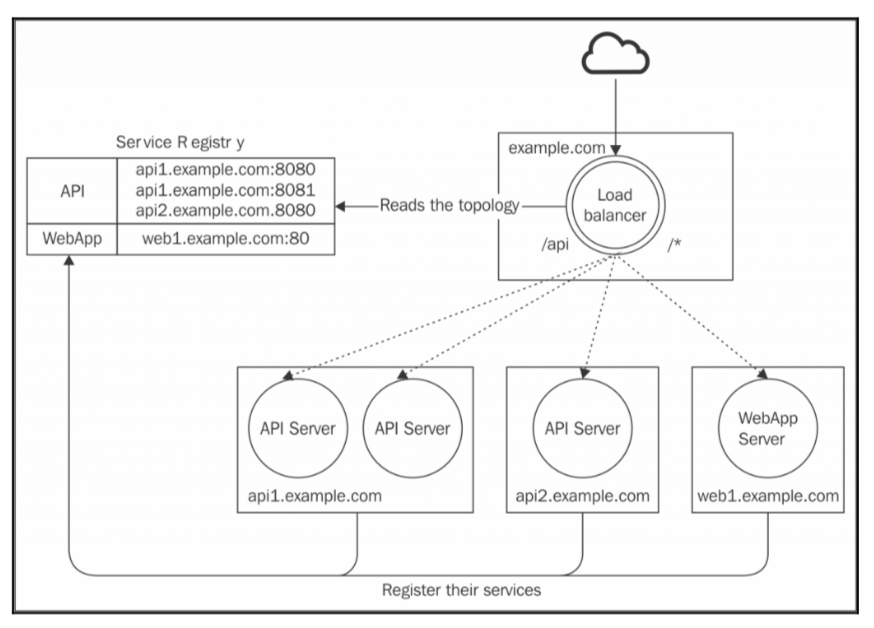 Service Registr y
API
api1.example.com:8080
api1.example.com:8081
api2.example.com.8080
WebApp
web1.example.com:80
example.com
Load
balancer
Reads the topology
/api
/*
API Server
API Server
api1.example.com
API Server
api2.example.com
WebApp
Server
web1.example.com
Register their services